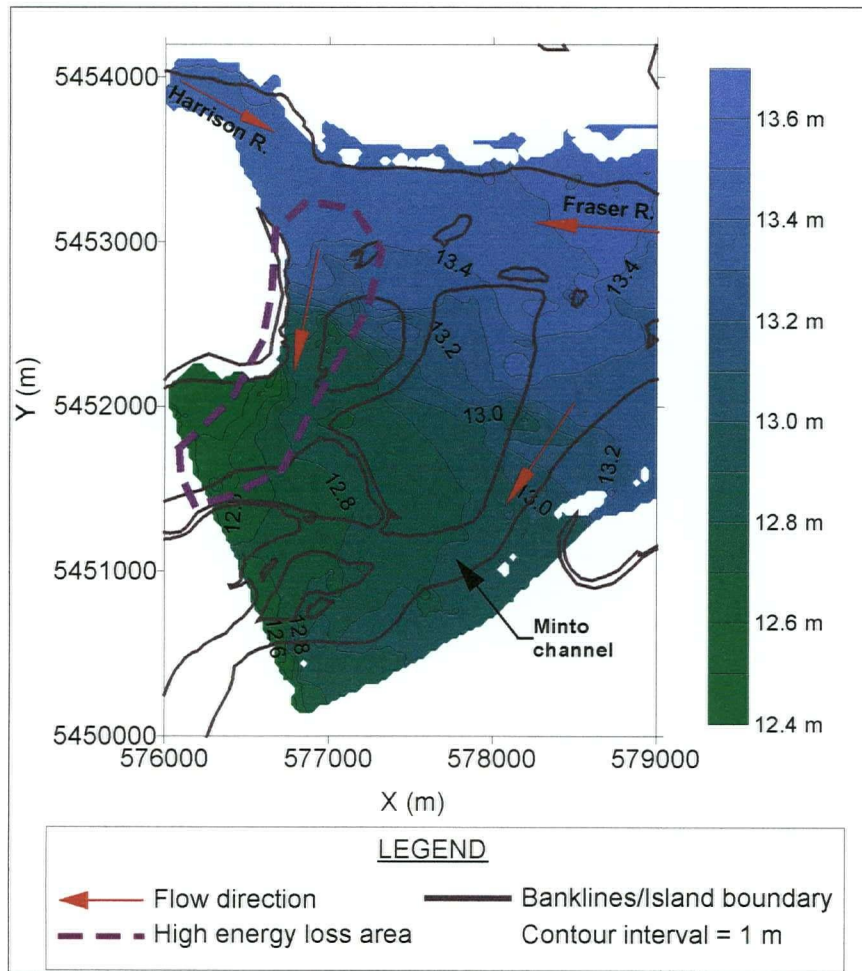 5454000
5453000
5452000
5451000
5450000
Y (m)
576000
577000
578000
579000
X (m)
Harrison R.
Fraser R.
13.4
13.4
13.2
13.0
13.2
13.0
12.8
12.8
12.6
Minto
channel
13.6 m
13.4 m
13.2 m
13.0 m
12.8 m
12.6 m
12.4 m
LEGEND
Flow direction
Banklines/Island boundary
High energy loss area
Contour interval = 1 m